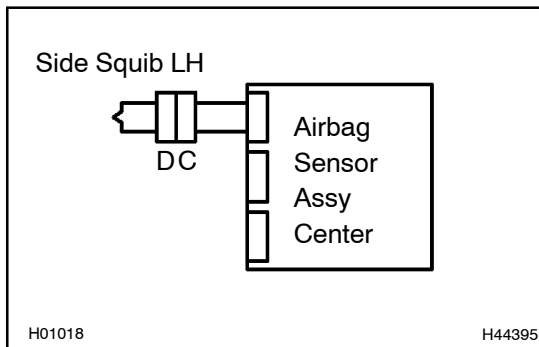 Side Squib LH
D C
Airbag
Sensor
Assy
Center
H01018
H44395